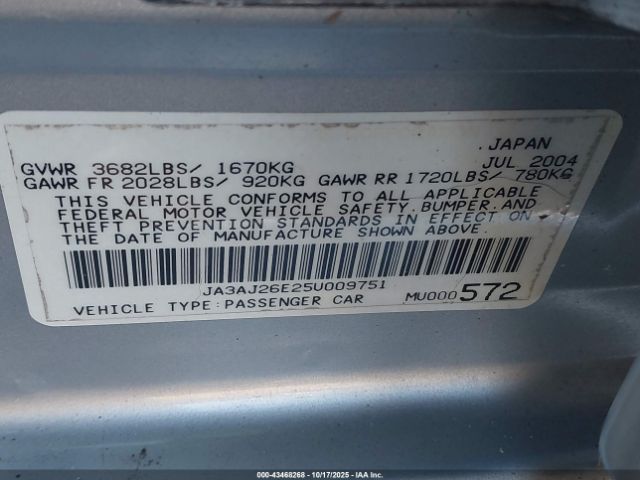 .JAPAN
GVWR 3682LBS/ 1670KG JUL 2004
GAWR FR 2028LBS/ 920KG GAWR RR 1720LBS/ 780KG
THIS VEHICLE CONFORMS TO ALL APPLICABLE
FEDERAL MOTOR VEHICLE SAFETY,BUMPER,AND
THEFT PREVENTION STANDARDS IN EFFECT ON
THE DATE OF MANUFACTURE SHOWN ABOVE.
JA3AJ26E25U009751
VEHICLE TYPE:PASSENGER CAR MU000572
000-43468268 - 10/17/2025 - IAAI.COM